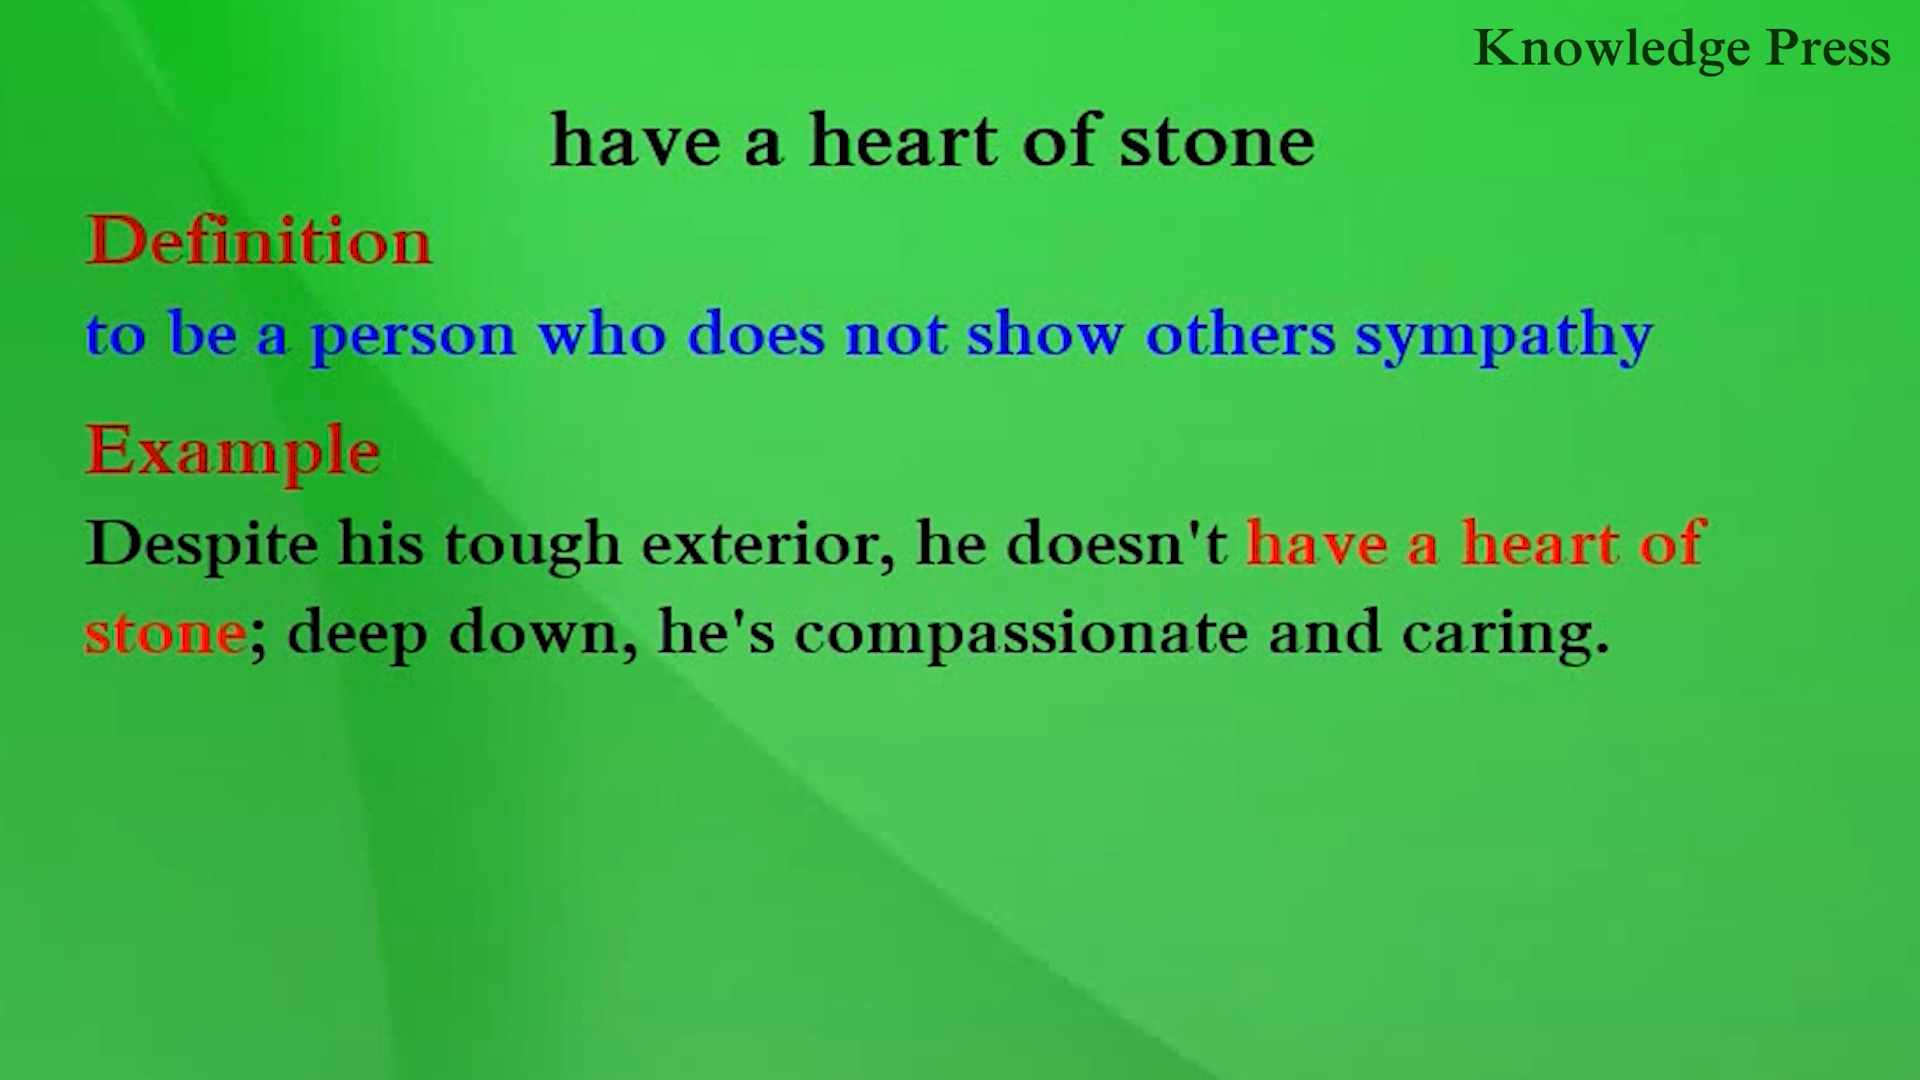 Knowledge Press
have a heart of stone
Definition
to be a person who does not show others sympathy
Example
Despite his tough exterior, he doesn't have a heart of
stone; deep down, he's compassionate and caring.